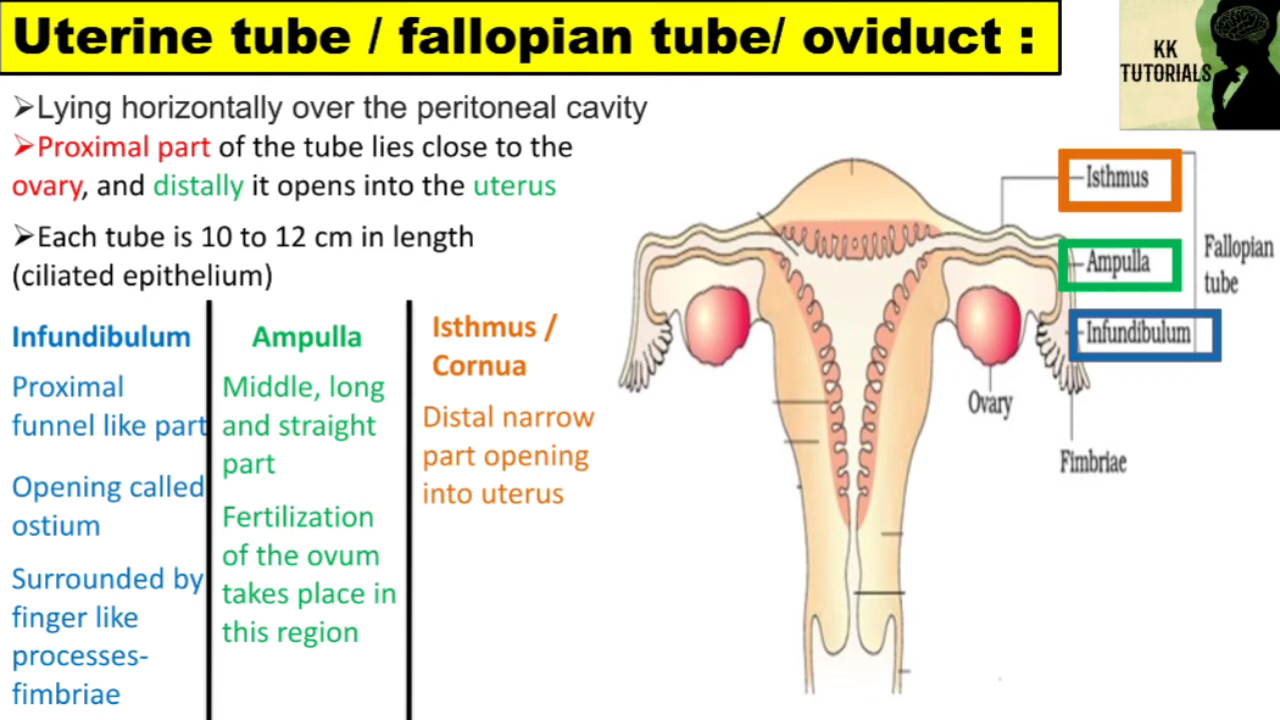 Uterine tube / fallopian tube/ oviduct :
KK
TUTORIALS
➢Lying horizontally over the peritoneal cavity
➢Proximal part of the tube lies close to the
ovary, and distally it opens into the uterus
➢Each tube is 10 to 12 cm in length
(ciliated epithelium)
Infundibulum
Proximal
funnel like part
Opening called
ostium
Surrounded by
finger like
processes-
fimbriae
Ampulla
Middle, long
and straight
part
Fertilization
of the ovum
takes place in
this region
Isthmus /
Cornua
Distal narrow
part opening
into uterus
Isthmus
Ampulla
Infundibulum
Fallopian
tube
Ovary
Fimbriae